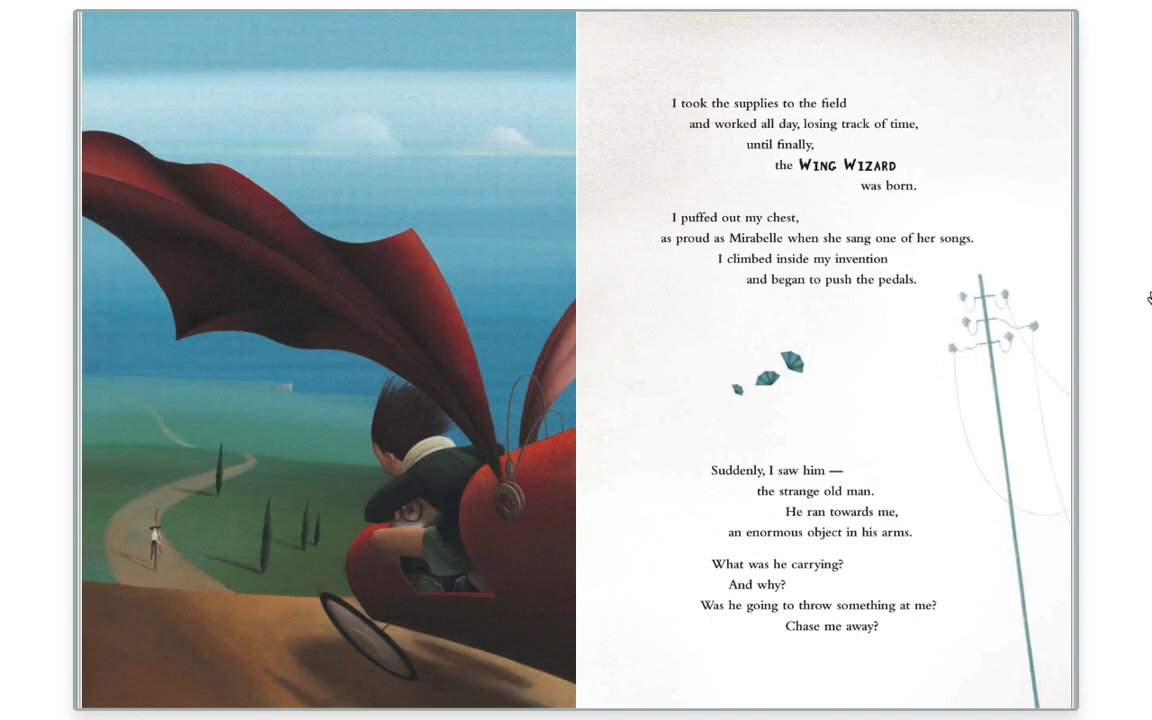 I took the supplies to the field
and worked all day, losing track of time,
until finally,
the WING WIZARD
was born.
I puffed out my chest,
as proud as Mirabelle when she sang one of her songs.
I climbed inside my invention
and began to push the pedals.
Suddenly, I saw him —
the strange old man.
He ran towards me,
an enormous object in his arms.
What was he carrying?
And why?
Was he going to throw something at me?
Chase me away?